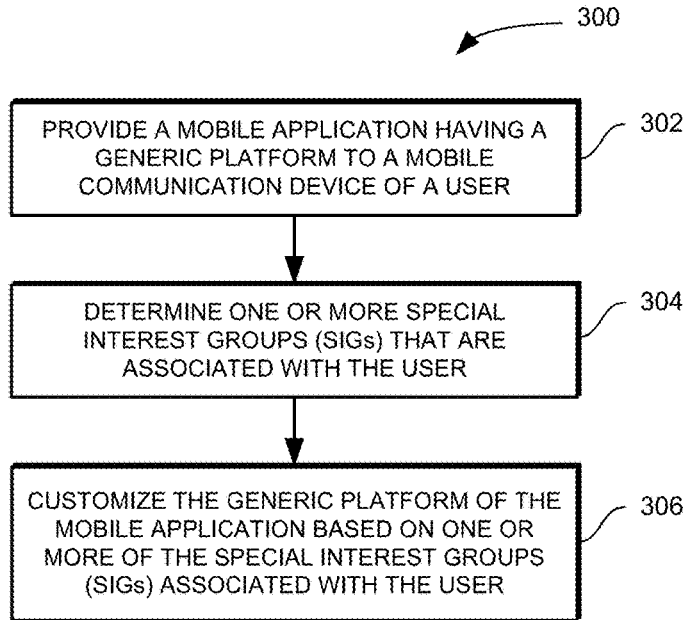 300
PROVIDE A MOBILE APPLICATION HAVING A
GENERIC PLATFORM TO A MOBILE
COMMUNICATION DEVICE OF A USER
302
DETERMINE ONE OR MORE SPECIAL
INTEREST GROUPS (SIGs) THAT ARE
ASSOCIATED WITH THE USER
304
CUSTOMIZE THE GENERIC PLATFORM OF THE
MOBILE APPLICATION BASED ON ONE OR
MORE OF THE SPECIAL INTEREST GROUPS
(SIGs) ASSOCIATED WITH THE USER
306